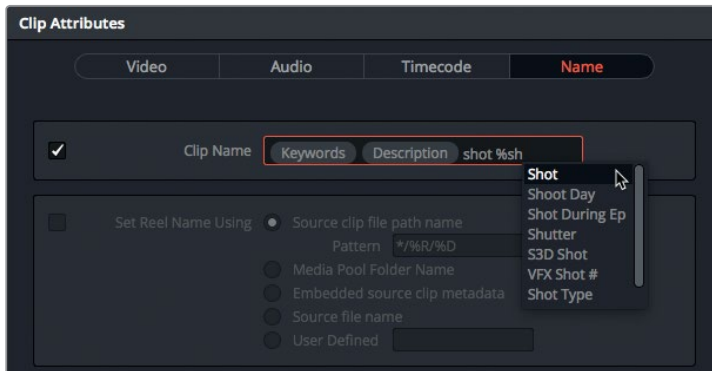 Clip Attributes
Video Audio Timecode Name
Clip Name Keywords Description shot %sh
Shot
Shoot Day
Shot During Ep
Shutter
S3D Shot
VFX Shot #
Shot Type
Set Reel Name Using Source clip file path name
Pattern */%R/%D
Media Pool Folder Name
Embedded source clip metadata
Source file name
User Defined